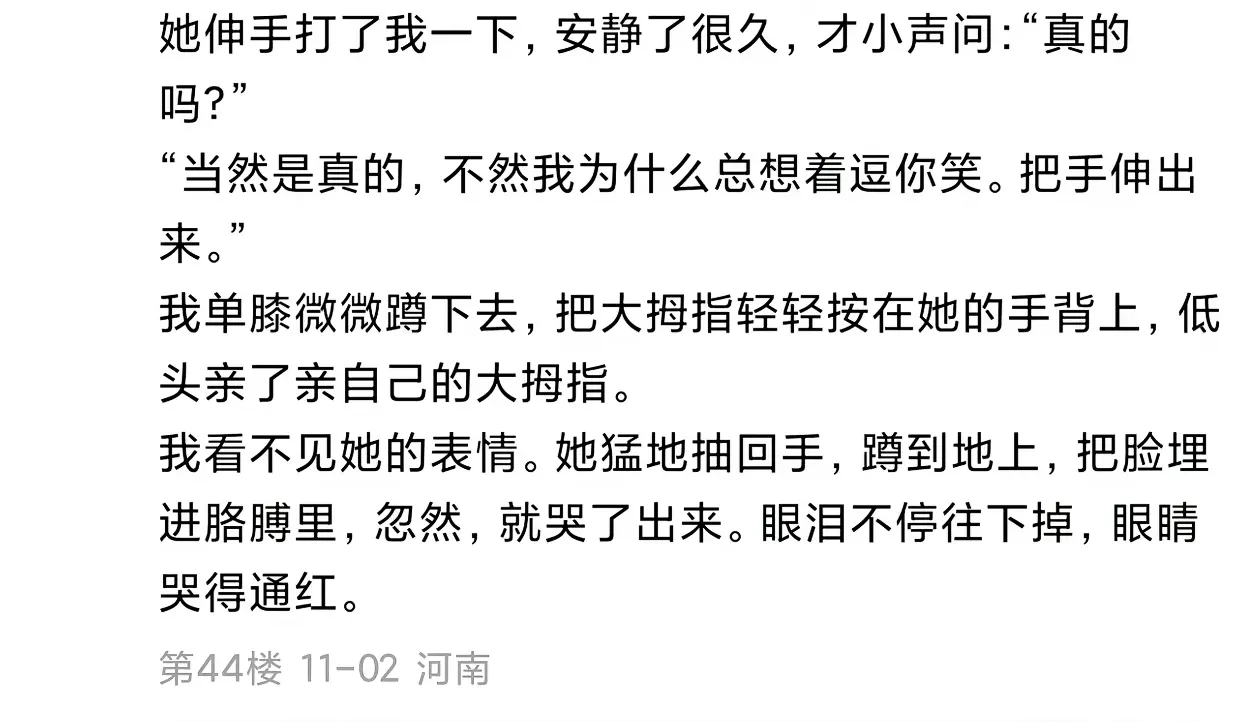 她伸手打了我一下，安静了很久，才小声问：“真的
吗？”
“当然是真的，不然我为什么总想着逗你笑。把手伸出
来。”
我单膝微微蹲下去，把大拇指轻轻按在她的手背上，低
头亲了亲自己的大拇指。
我看不见她的表情。她猛地抽回手，蹲到地上，把脸埋
进胳膊里，忽然，就哭了出来。眼泪不停往下掉，眼睛
哭得通红。
第44楼 11-02 河南